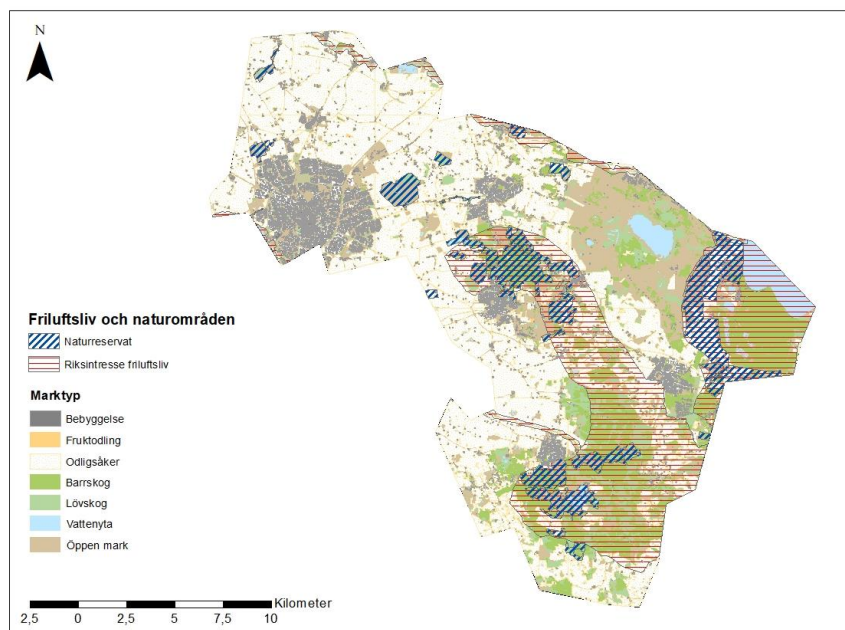 N
Friluftsliv och naturområden
Naturreservat
Riksintresse friluftsliv
Marktyp
Bebyggelse
Fruktodling
Odligsåker
Barrskog
Lövskog
Vattenyta
Öppen mark
Kilometer
2,5 0 2,5 5 7,5 10